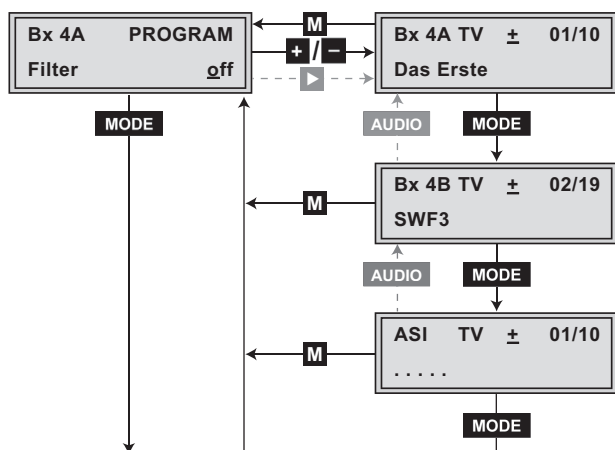 M
Bx 4A PROGRAM
Filter off
+ / −
Bx 4A TV + 01/10
Das Erste
MODE
AUDIO
MODE
Bx 4B TV + 02/19
SWF3
M
AUDIO
MODE
ASI TV + 01/10
. . . . .
M
MODE